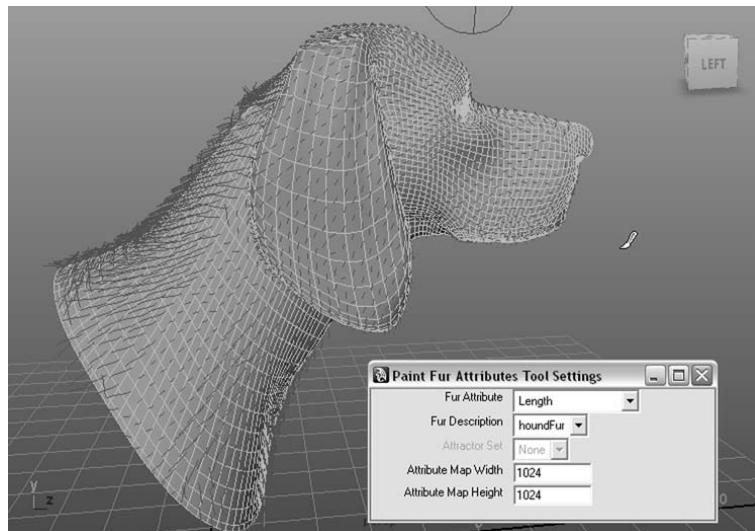 LEFT
Paint Fur Attributes Tool Settings
Fur Attribute Length
Fur Description houndFur
Attractor Set None
Attribute Map Width 1024
Attribute Map Height 1024
y
z
0